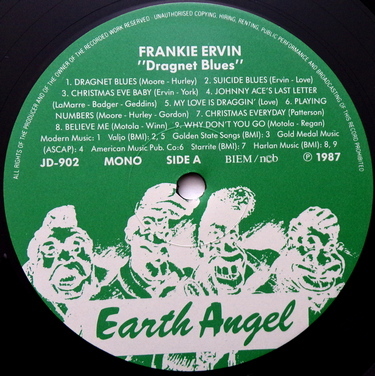 ALL RIGHTS OF THE PRODUCER AND OF THE OWNER OF THE RECORDED WORK RESERVED · UNAUTHORISED COPYING, HIRING, RENTING, PUBLIC PERFORMANCE AND BROADCASTING OF THIS RECORD PROHIBITED
FRANKIE ERVIN
"Dragnet Blues"
1. DRAGNET BLUES (Moore - Hurley) 2. SUICIDE BLUES (Ervin - Love)
3. CHRISTMAS EVE BABY (Ervin - York) 4. JOHNNY ACE'S LAST LETTER
(LaMarre - Badger - Geddins) 5. MY LOVE IS DRAGGIN' (Love) 6. PLAYING
NUMBERS (Moore - Hurley - Gordon) 7. CHRISTMAS EVERYDAY (Patterson)
8. BELIEVE ME (Motola - Winn) 9. WHY DON'T YOU GO (Motola - Regan)
Modern Music: 1 Valjo (BMI): 2, 5 Golden State Songs (BMI): 3 Gold Medal Music
(ASCAP): 4 American Music Pub. Co: 6 Starrite (BMI): 7 Harlan Music (BMI): 8, 9
JD-902 MONO SIDE A BIEM / ncb ℗ 1987
Earth Angel